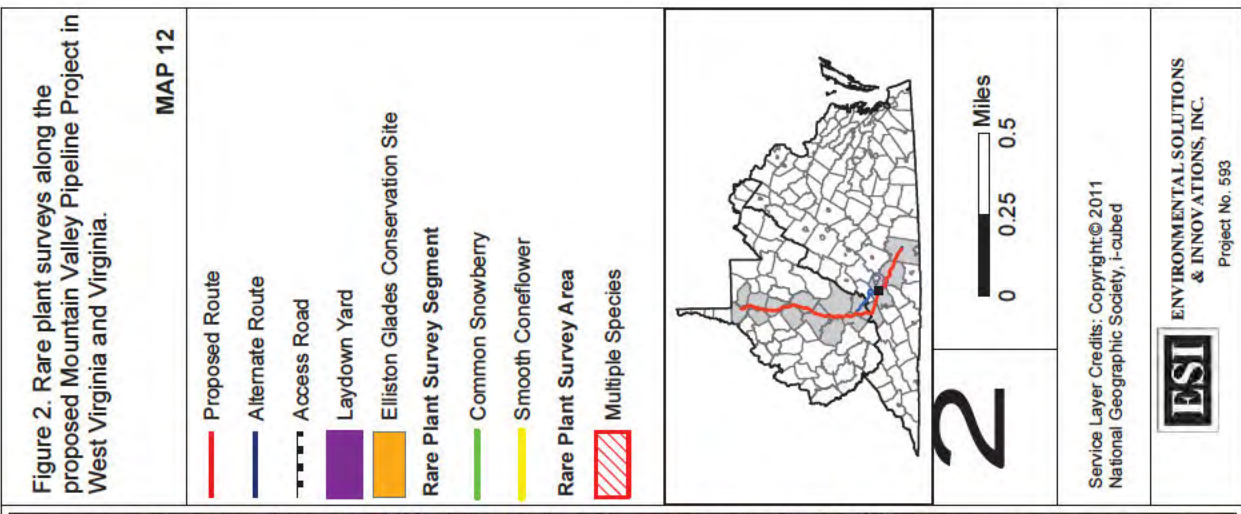 Figure 2. Rare plant surveys along the
proposed Mountain Valley Pipeline Project in
West Virginia and Virginia.
MAP 12
Proposed Route
Alternate Route
Access Road
Laydown Yard
Elliston Glades Conservation Site
Rare Plant Survey Segment
Common Snowberry
Smooth Coneflower
Rare Plant Survey Area
Multiple Species
2
Miles
0 0.25 0.5
Service Layer Credits: Copyright:© 2011
National Geographic Society, i-cubed
ESI
ENVIRONMENTAL SOLUTIONS
& INNOVATIONS, INC.
Project No. 593